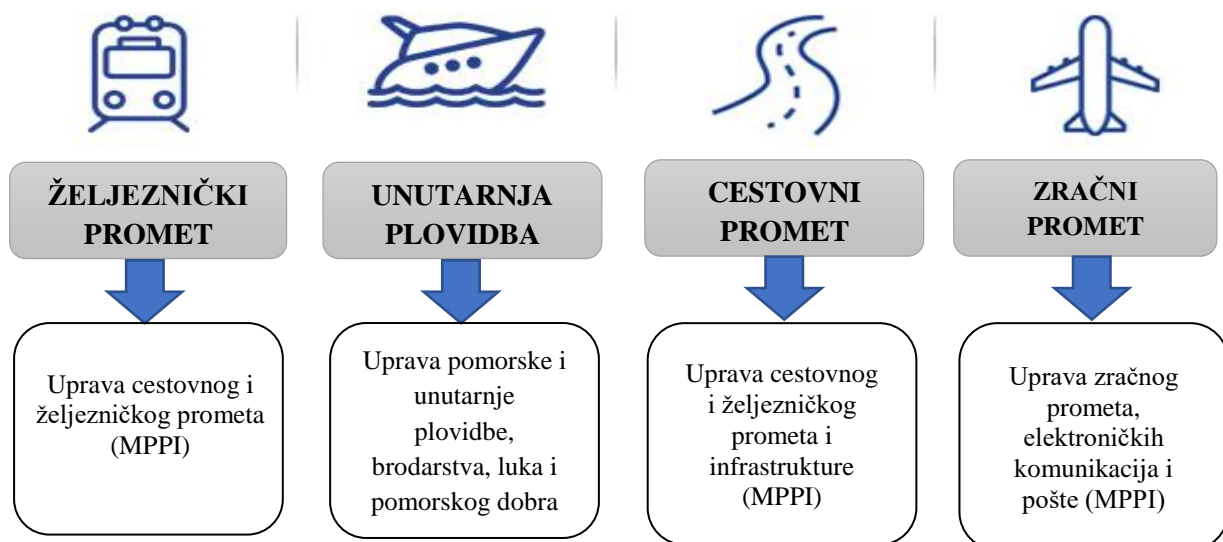 ŽELJEZNIČKI
PROMET
UNUTARNJA
PLOVIDBA
CESTOVNI
PROMET
ZRAČNI
PROMET
Uprava cestovnog i
željezničkog prometa
(MPPI)
Uprava pomorske i
unutarnje
plovidbe,
brodarstva, luka i
pomorskog dobra
Uprava cestovnog
i željezničkog
prometa i
infrastrukture
(MPPI)
Uprava zračnog
prometa,
elektroničkih
komunikacija i
pošte (MPPI)